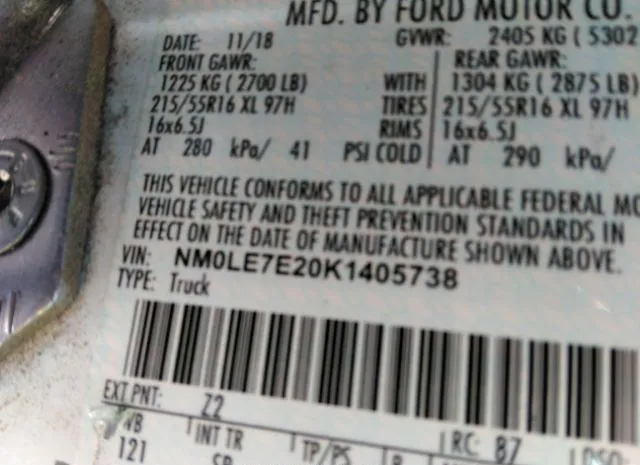 MFD. BY FORD MOTOR CO.
DATE: 11/18 GVWR: 2405 KG ( 5302
FRONT GAWR: REAR GAWR:
1225 KG ( 2700 LB) WITH 1304 KG ( 2875 LB)
215/55R16 XL 97H TIRES 215/55R16 XL 97H
16x6.5J RIMS 16x6.5J
AT 280 kPa/ 41 PSI COLD AT 290 kPa/
THIS VEHICLE CONFORMS TO ALL APPLICABLE FEDERAL MO
VEHICLE SAFETY AND THEFT PREVENTION STANDARDS IN
EFFECT ON THE DATE OF MANUFACTURE SHOWN ABOVE.
VIN: NM0LE7E20K1405738
TYPE: Truck
EXT PNT: Z2
WB INT TR TP/PS R RC: 87 DSO:
121 SB